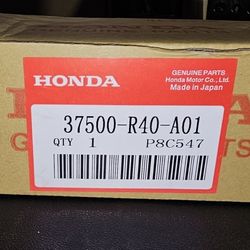 HONDA
GENUINE PARTS
Honda Motor Co., Ltd.
Made in Japan
37500-R40-A01
QTY 1 P8C547